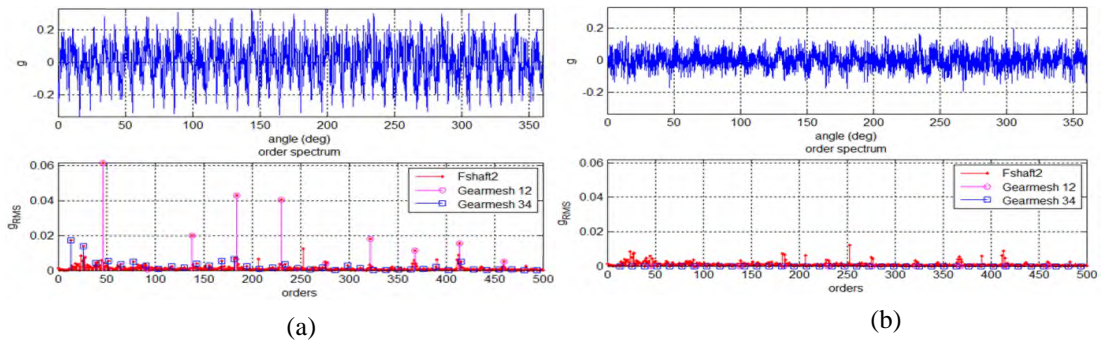 0.2
0
-0.2
g
0 50 100 150 200 250 300 350
angle (deg)
order spectrum
0.06
0.04
0.02
0
gRMS
Fshaft2
Gearmesh 12
Gearmesh 34
0 50 100 150 200 250 300 350 400 450 500
orders
(a)
0.2
0
-0.2
g
0 50 100 150 200 250 300 350
angle (deg)
order spectrum
0.06
0.04
0.02
0
gRMS
Fshaft2
Gearmesh 12
Gearmesh 34
0 50 100 150 200 250 300 350 400 450 500
orders
(b)